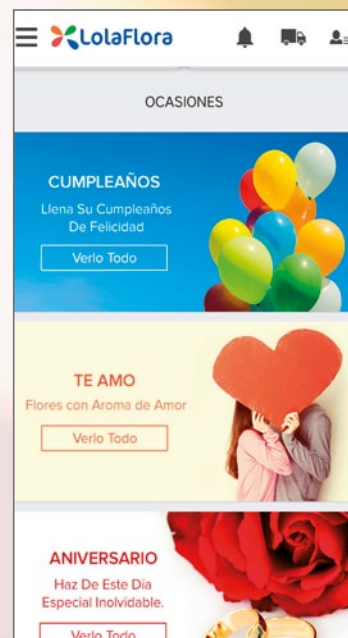 LolaFlora
OCASIONES
CUMPLEAÑOS
Llena Su Cumpleaños
De Felicidad
Verlo Todo
TE AMO
Flores con Aroma de Amor
Verlo Todo
ANIVERSARIO
Haz De Este Día
Especial Inolvidable.
Verlo Todo